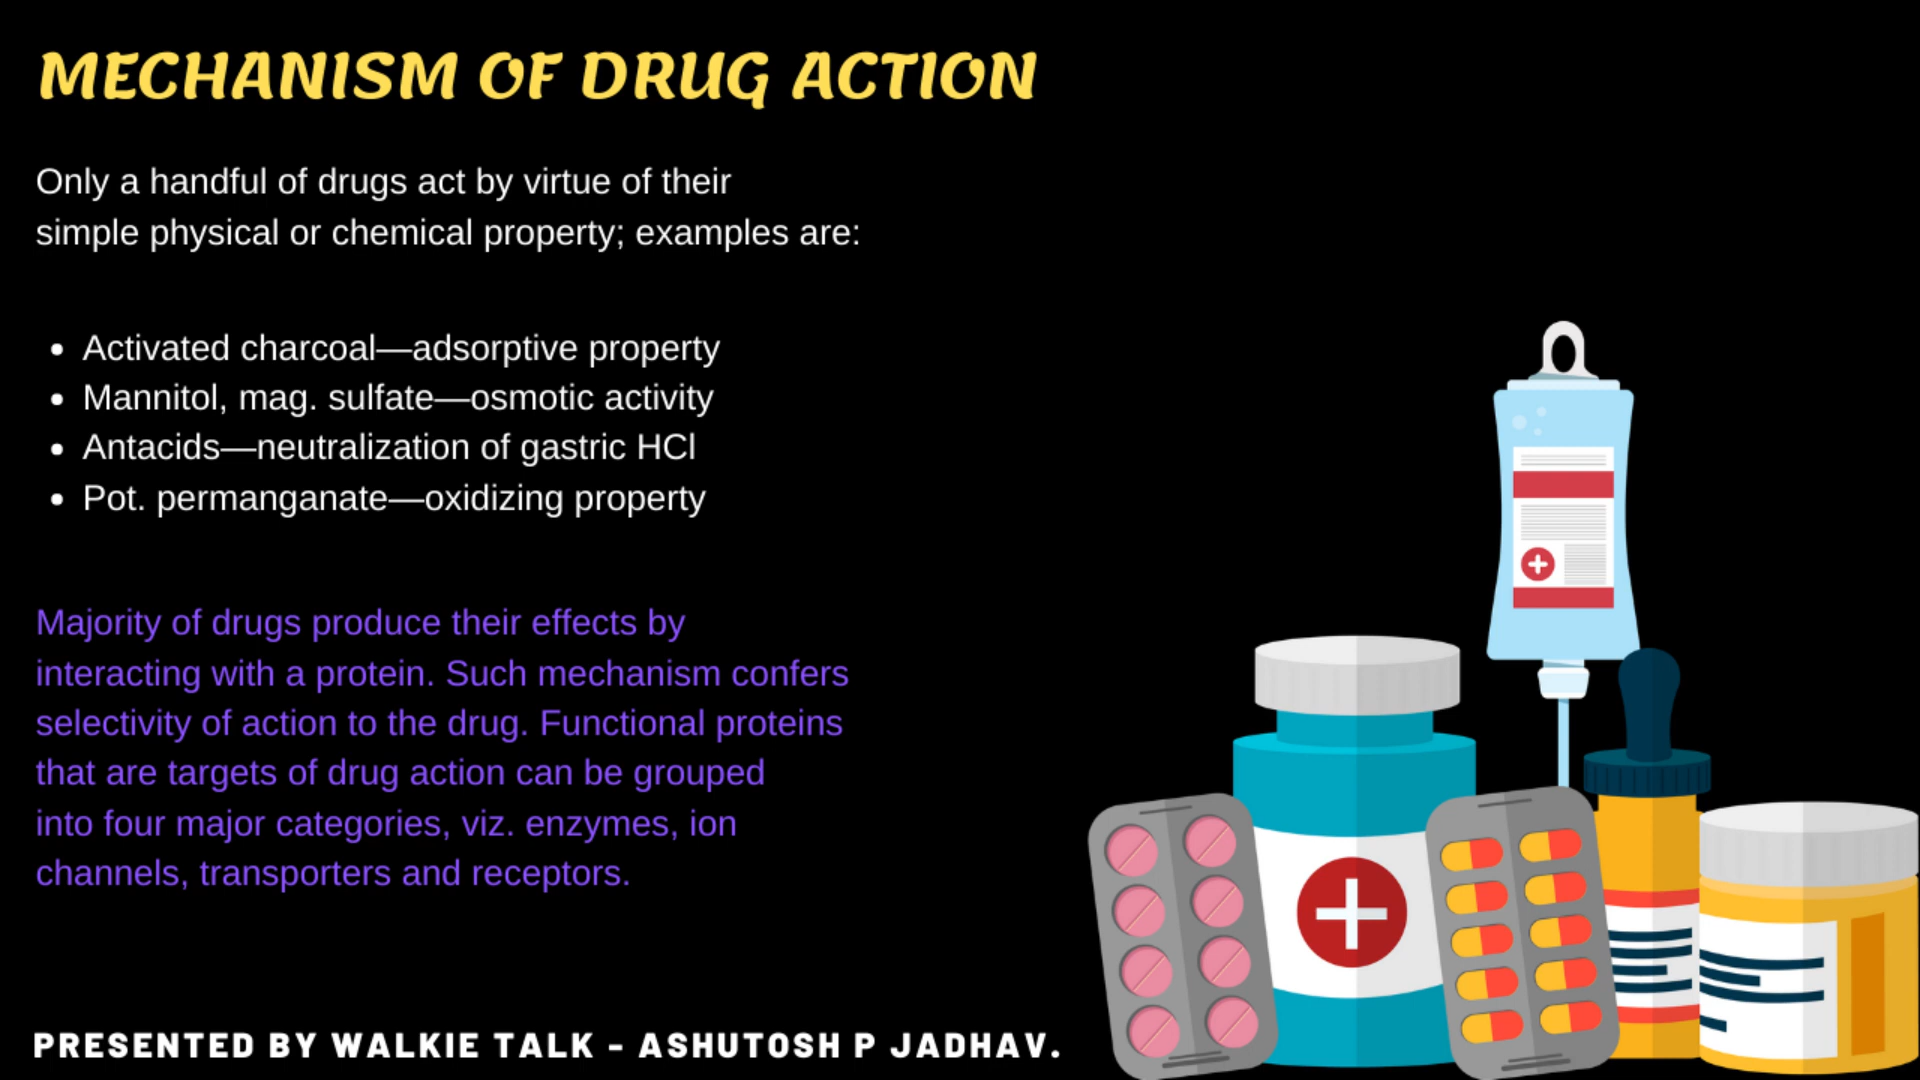 MECHANISM OF DRUG ACTION
Only a handful of drugs act by virtue of their
simple physical or chemical property; examples are:
• Activated charcoal—adsorptive property
• Mannitol, mag. sulfate—osmotic activity
• Antacids—neutralization of gastric HCl
• Pot. permanganate—oxidizing property
Majority of drugs produce their effects by
interacting with a protein. Such mechanism confers
selectivity of action to the drug. Functional proteins
that are targets of drug action can be grouped
into four major categories, viz. enzymes, ion
channels, transporters and receptors.
PRESENTED BY WALKIE TALK - ASHUTOSH P JADHAV.